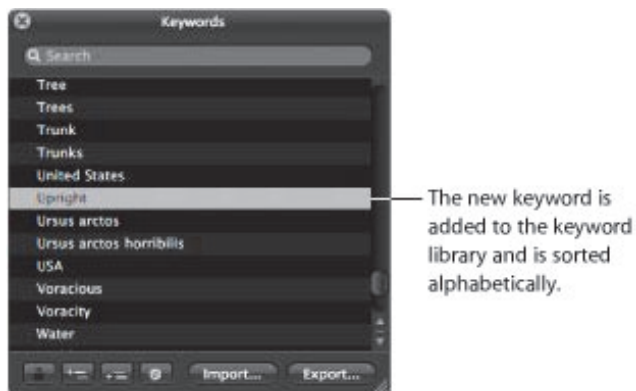 Keywords
Search
Tree
Trees
Trunk
Trunks
United States
Upright
Ursus arctos
Ursus arctos horribilis
USA
Voracious
Voracity
Water
Import...
Export...
The new keyword is
added to the keyword
library and is sorted
alphabetically.